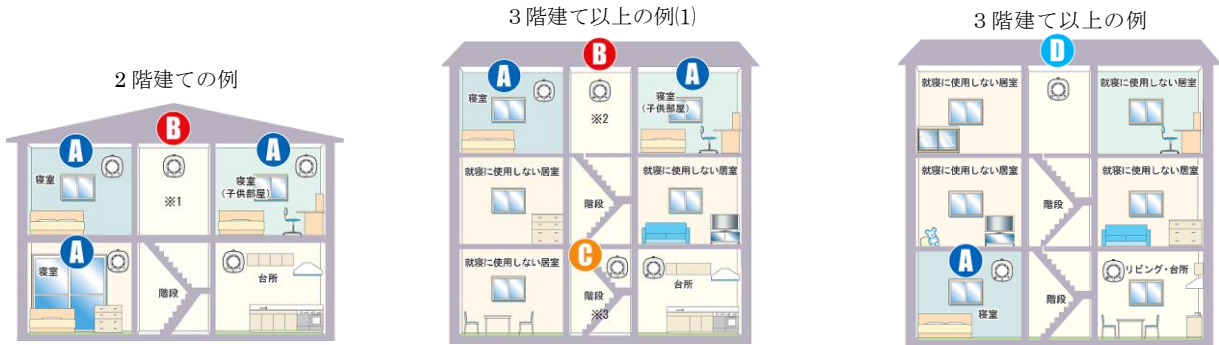 2階建ての例
B
A
A
寝室
※1
寝室
(子供部屋)
A
寝室
階段
台所
3階建て以上の例(1)
B
A
A
寝室
※2
寝室
(子供部屋)
就寝に使用しない居室
階段
就寝に使用しない居室
C
就寝に使用しない居室
階段
※3
台所
3階建て以上の例
D
就寝に使用しない居室
就寝に使用しない居室
就寝に使用しない居室
階段
就寝に使用しない居室
A
寝室
階段
リビング・台所